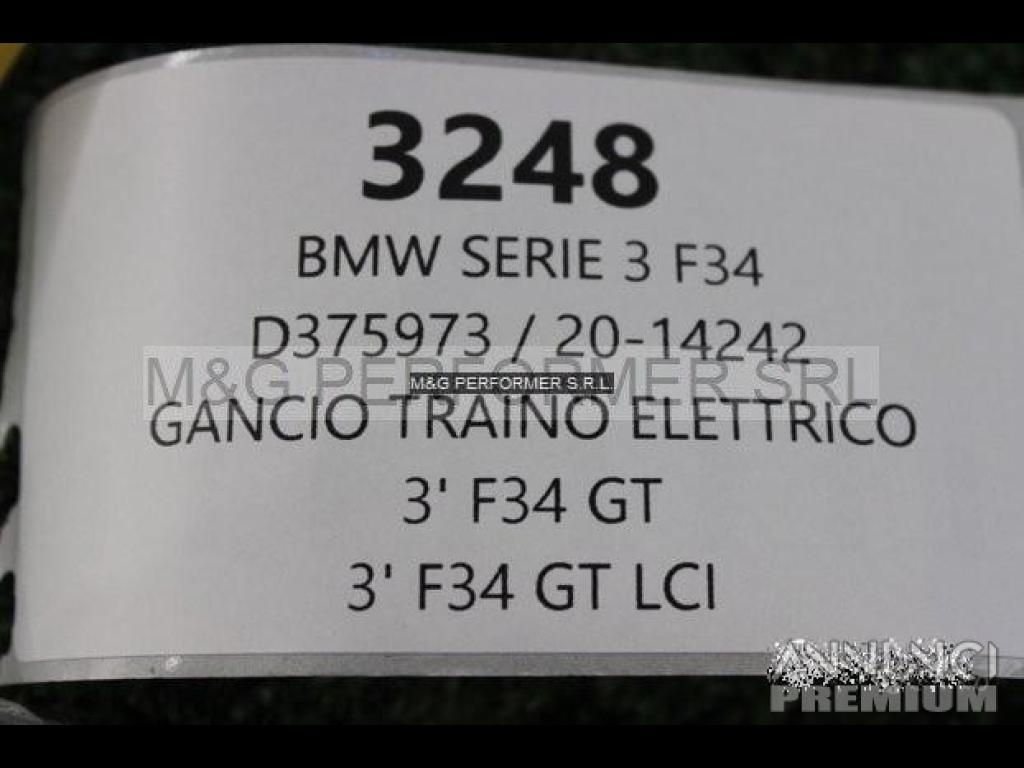 3248
BMW SERIE 3 F34
D375973 / 20-14242
M&G PERFORMER SRL
M&G PERFORMER S.R.L.
GANCIO TRAINO ELETTRICO
3' F34 GT
3' F34 GT LCI
ANNUNCI
PREMIUM